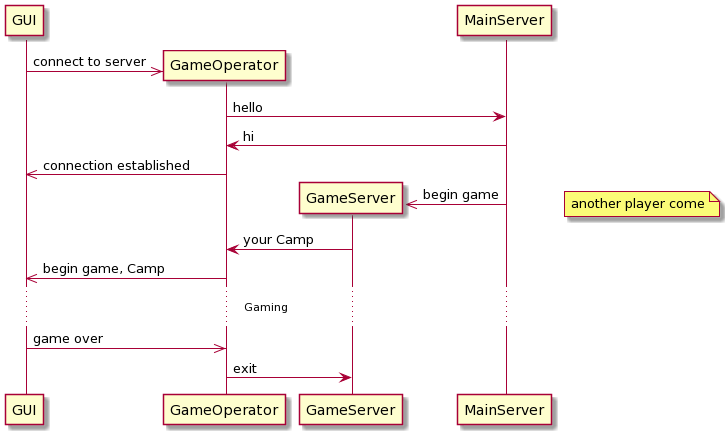 GUI
MainServer
connect to server
GameOperator
hello
hi
connection established
GameServer
begin game
another player come
your Camp
begin game, Camp
Gaming
game over
exit
GUI
GameOperator
GameServer
MainServer